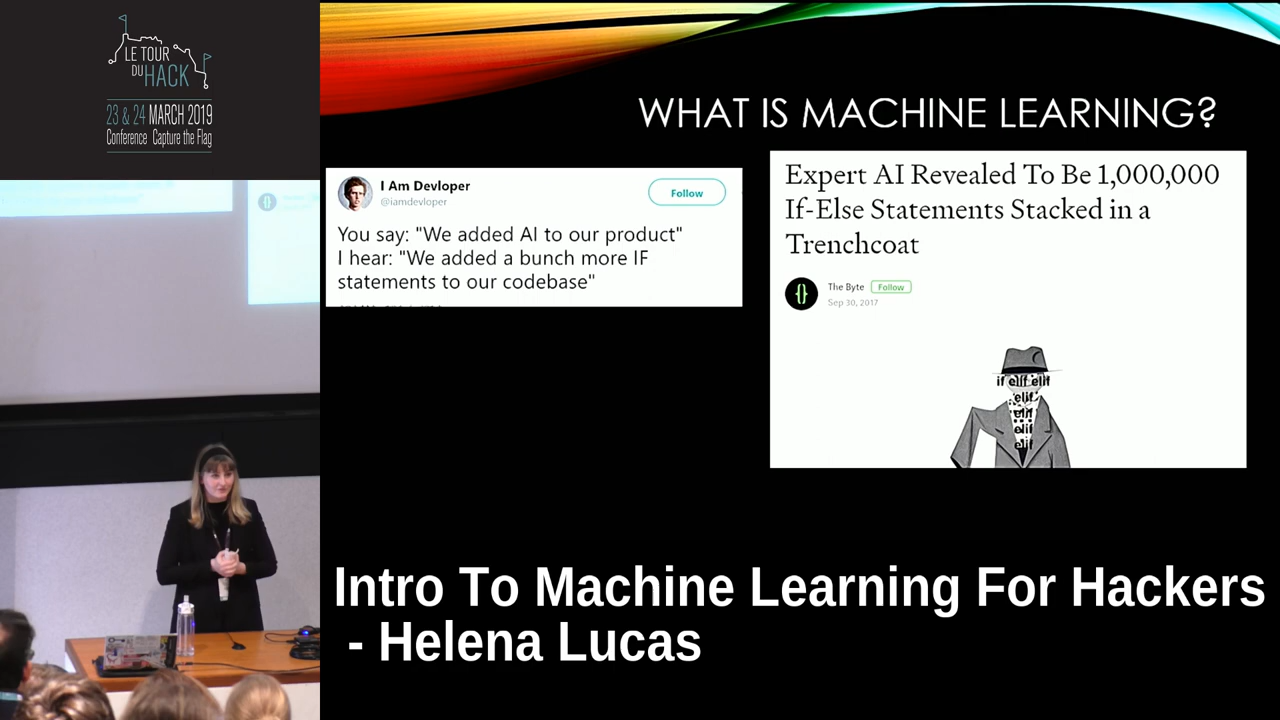 LE TOUR
DU HACK
23 & 24 MARCH 2019
Conference Capture the Flag
WHAT IS MACHINE LEARNING?
I Am Devloper
@iamdevloper
Follow
You say: "We added AI to our product"
I hear: "We added a bunch more IF
statements to our codebase"
Expert AI Revealed To Be 1,000,000
If-Else Statements Stacked in a
Trenchcoat
{}
The Byte Follow
Sep 30, 2017
if elif elif
elif
elif
elif
elif
Intro To Machine Learning For Hackers
- Helena Lucas